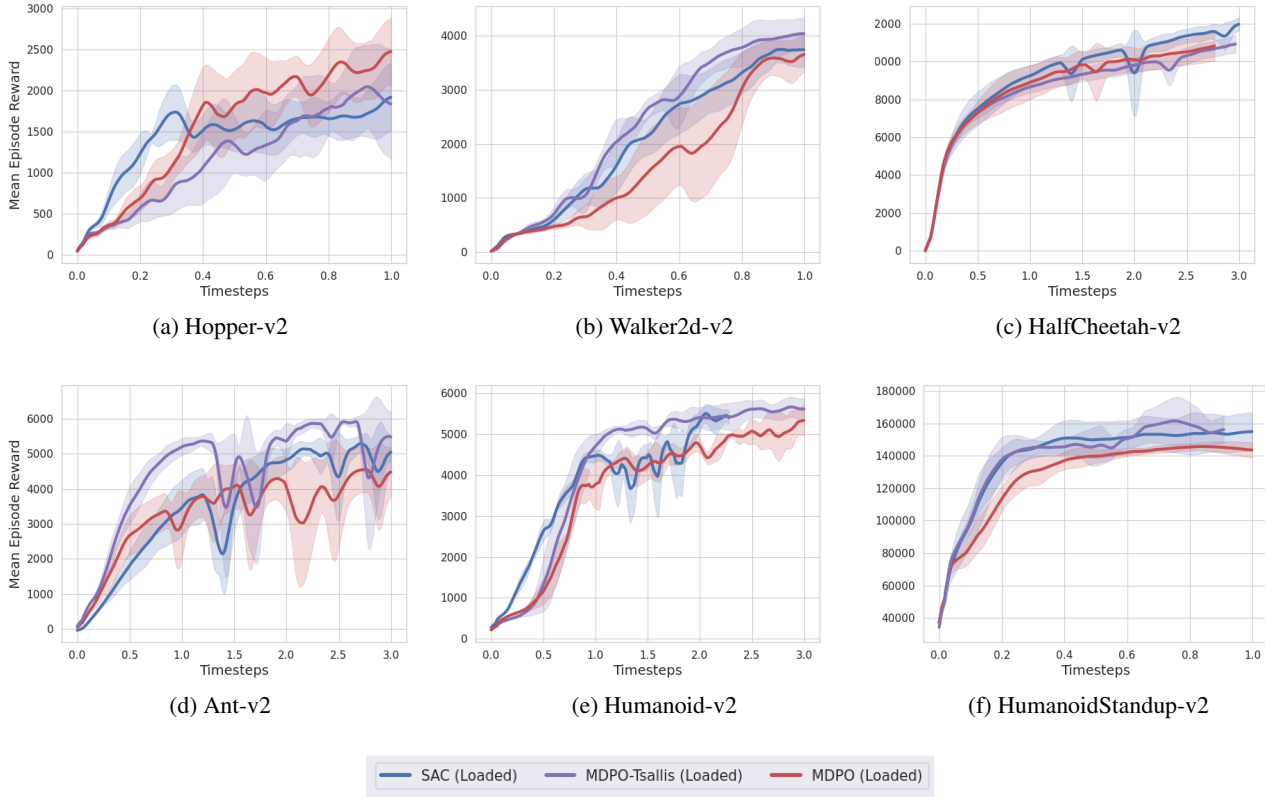 3000
2500
2000
1500
1000
500
0
Mean Episode Reward
0.0 0.2 0.4 0.6 0.8 1.0
Timesteps
(a) Hopper-v2
4000
3000
2000
1000
0
0.0 0.2 0.4 0.6 0.8 1.0
Timesteps
(b) Walker2d-v2
2000
0000
8000
6000
4000
2000
0
0.0 0.5 1.0 1.5 2.0 2.5 3.0
Timesteps
(c) HalfCheetah-v2
6000
5000
4000
3000
2000
1000
0
Mean Episode Reward
0.0 0.5 1.0 1.5 2.0 2.5 3.0
Timesteps
(d) Ant-v2
6000
5000
4000
3000
2000
1000
0
0.0 0.5 1.0 1.5 2.0 2.5 3.0
Timesteps
(e) Humanoid-v2
180000
160000
140000
120000
100000
80000
60000
40000
0.0 0.2 0.4 0.6 0.8 1.0
Timesteps
(f) HumanoidStandup-v2
SAC (Loaded) MDPO-Tsallis (Loaded) MDPO (Loaded)